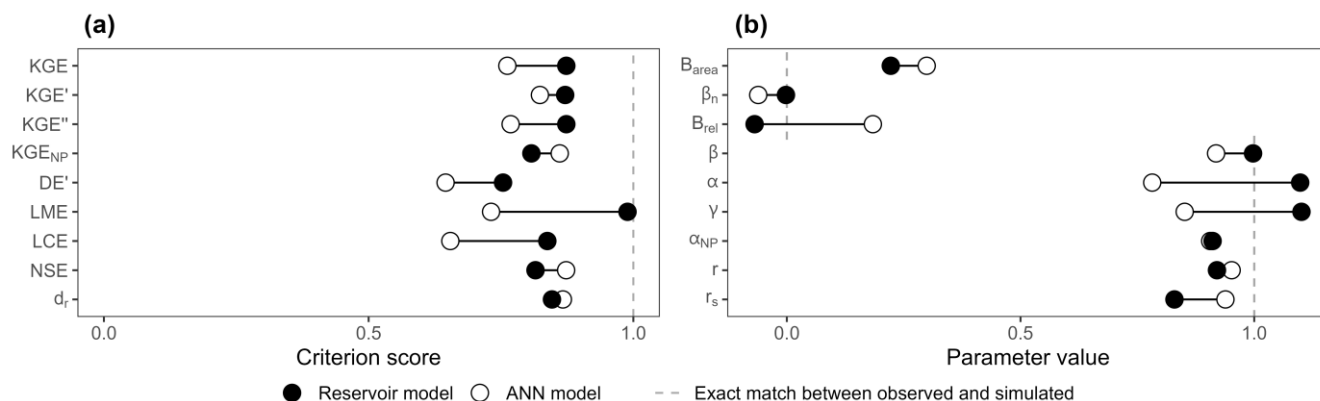 (a)
KGE
KGE'
KGE"
KGE_NP
DE'
LME
LCE
NSE
d_r
0.0 0.5 1.0
Criterion score
(b)
B_area
β_n
B_rel
β
α
γ
α_NP
r
r_s
0.0 0.5 1.0
Parameter value
Reservoir model ANN model Exact match between observed and simulated